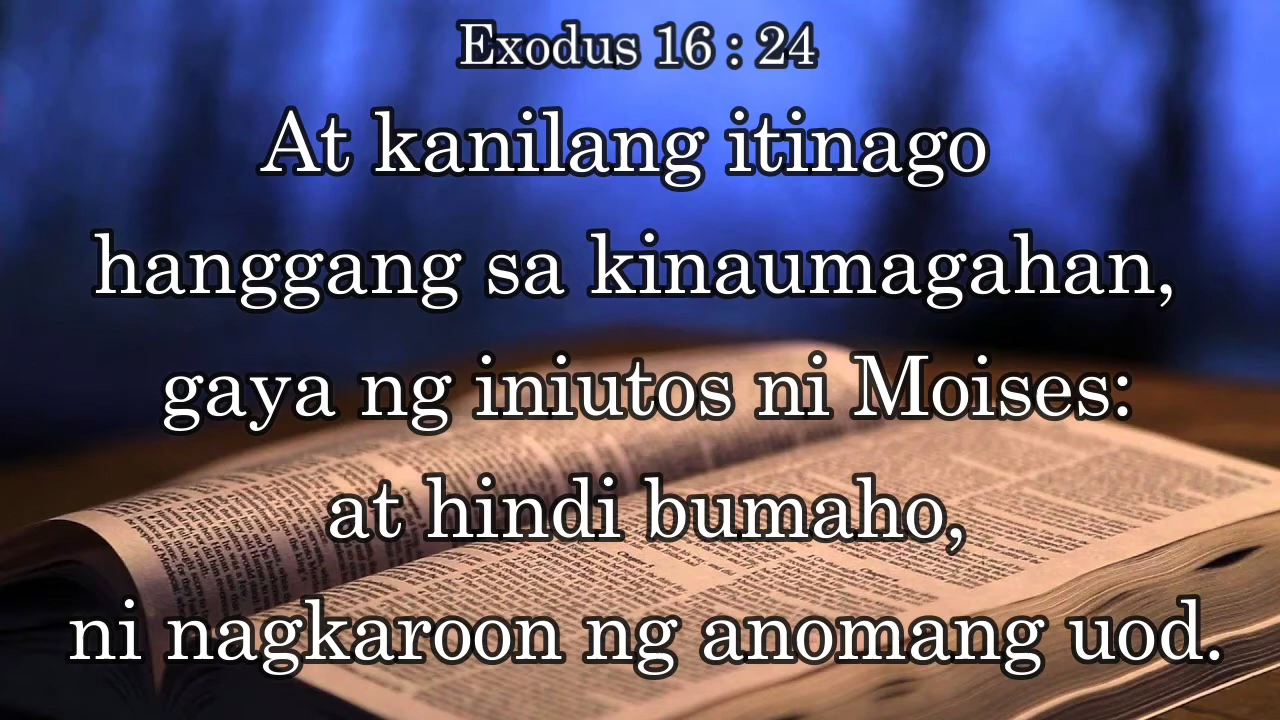 Exodus 16 : 24
At kanilang itinago
hanggang sa kinaumagahan,
gaya ng iniutos ni Moises:
at hindi bumaho,
ni nagkaroon ng anomang uod.